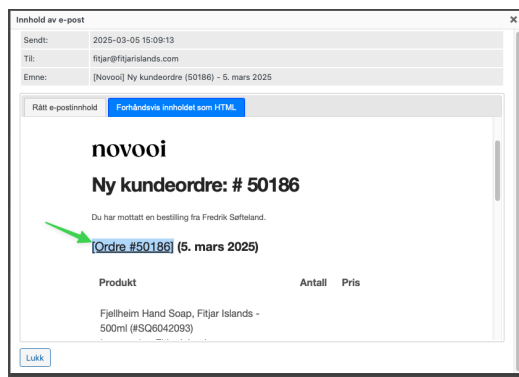 Innhold av e-post
Sendt: 2025-03-05 15:09:13
Til: fitjar@fitjarislands.com
Emne: [Novooi] Ny kundeordre (50186) - 5. mars 2025
Rått e-postinnhold Forhåndsvis innholdet som HTML
novooi
Ny kundeordre: # 50186
Du har mottatt en bestilling fra Fredrik Søfteland.
[Ordre #50186] (5. mars 2025)
Produkt Antall Pris
Fjellheim Hand Soap, Fitjar Islands -
500ml (#SQ6042093)
Lukk